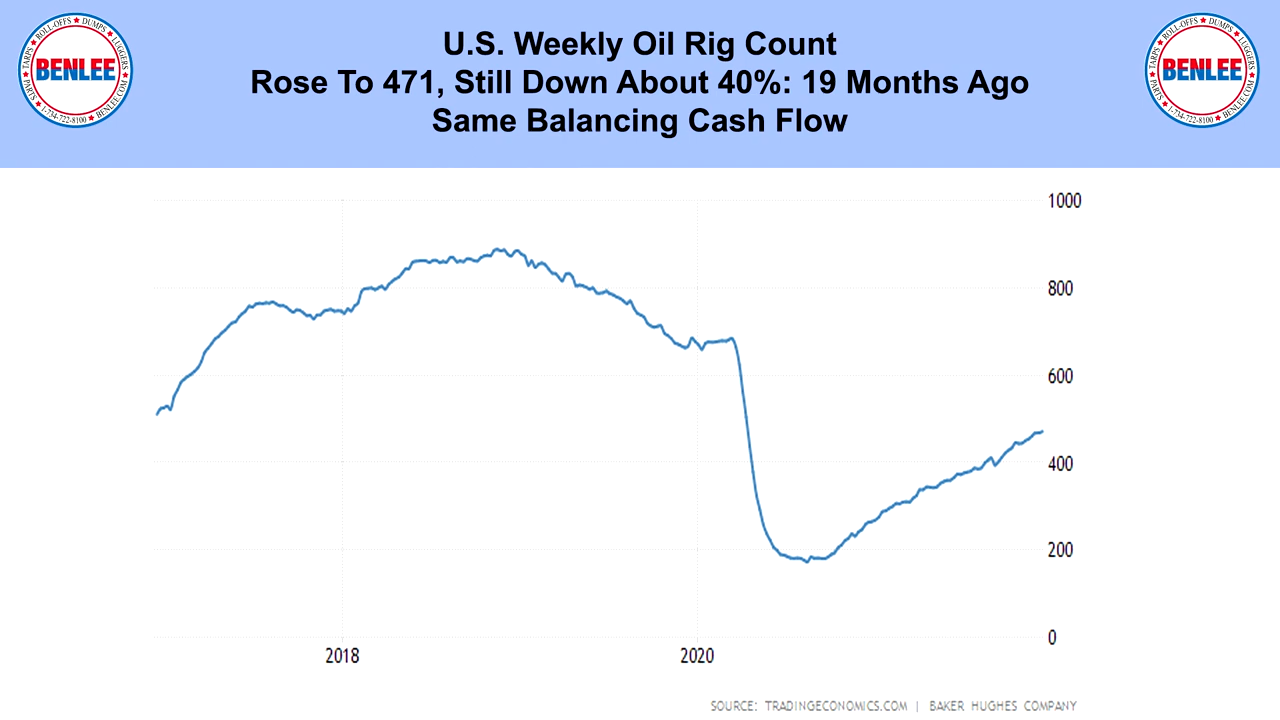 U.S. Weekly Oil Rig Count
Rose To 471, Still Down About 40%: 19 Months Ago
Same Balancing Cash Flow
TARPS ★ ROLL-OFFS ★ DUMPS ★ LUGGERS
BENLEE
PARTS ★ 1-734-722-8100 ★ BENLEE.COM
TARPS ★ ROLL-OFFS ★ DUMPS ★ LUGGERS
BENLEE
PARTS ★ 1-734-722-8100 ★ BENLEE.COM
1000
800
600
400
200
0
2018
2020
SOURCE: TRADINGECONOMICS.COM | BAKER HUGHES COMPANY